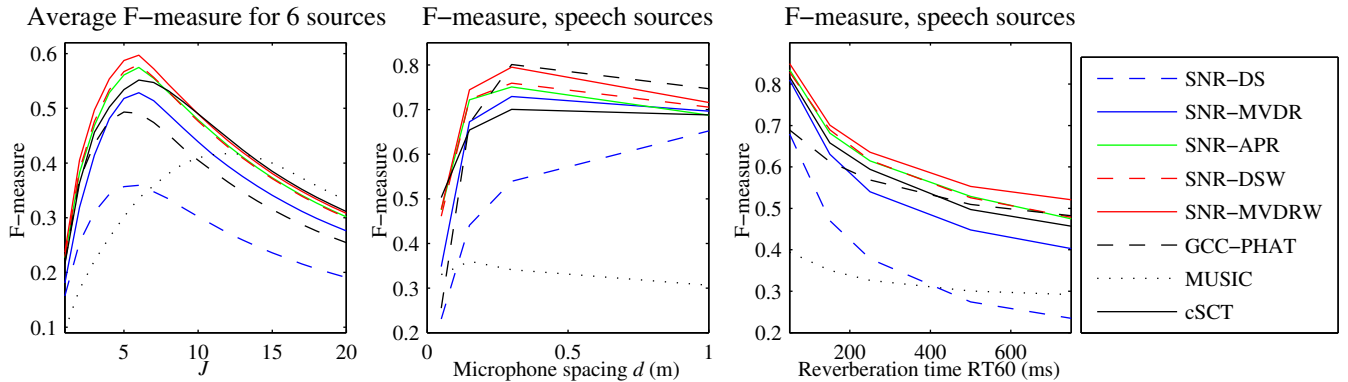 Average F−measure for 6 sources
F−measure
0.6
0.5
0.4
0.3
0.2
0.1
5 10 15 20
J
F−measure, speech sources
F−measure
0.8
0.7
0.6
0.5
0.4
0.3
0.2
0 0.5 1
Microphone spacing d (m)
F−measure, speech sources
F−measure
0.8
0.7
0.6
0.5
0.4
0.3
0.2
200 400 600
Reverberation time RT60 (ms)
SNR−DS
SNR−MVDR
SNR−APR
SNR−DSW
SNR−MVDRW
GCC−PHAT
MUSIC
cSCT